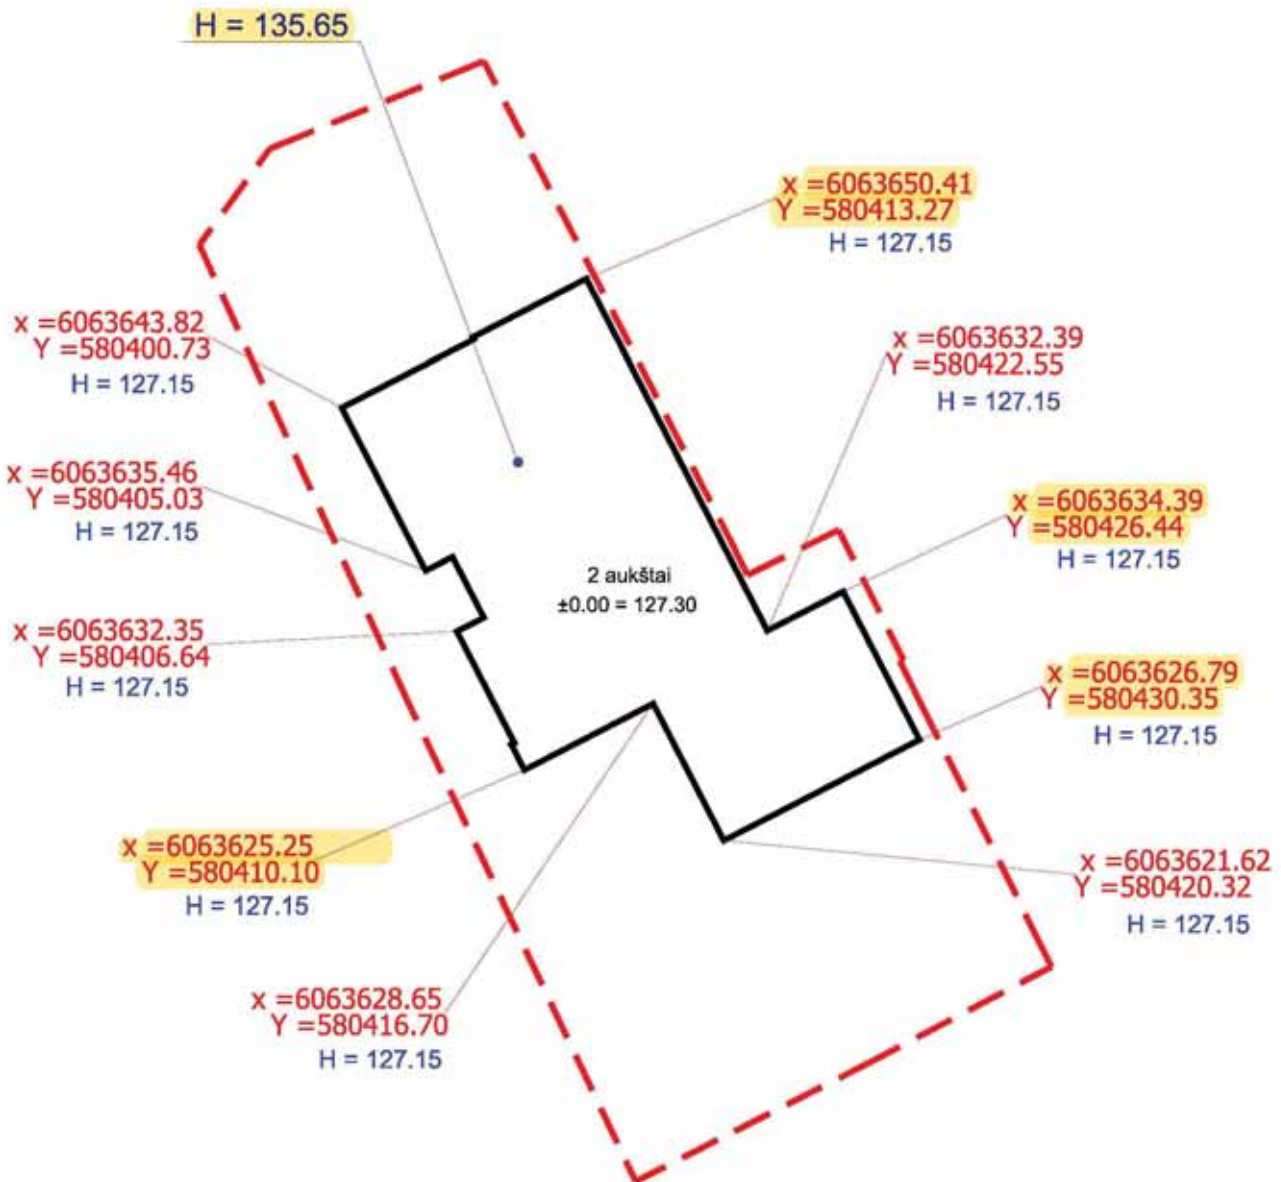 H = 135.65
x =6063650.41
Y =580413.27
H = 127.15
x =6063643.82
Y =580400.73
H = 127.15
x =6063632.39
Y =580422.55
H = 127.15
x =6063635.46
Y =580405.03
H = 127.15
x =6063634.39
Y =580426.44
H = 127.15
2 aukštai
±0.00 = 127.30
x =6063632.35
Y =580406.64
H = 127.15
x =6063626.79
Y =580430.35
H = 127.15
x =6063625.25
Y =580410.10
H = 127.15
x =6063621.62
Y =580420.32
H = 127.15
x =6063628.65
Y =580416.70
H = 127.15